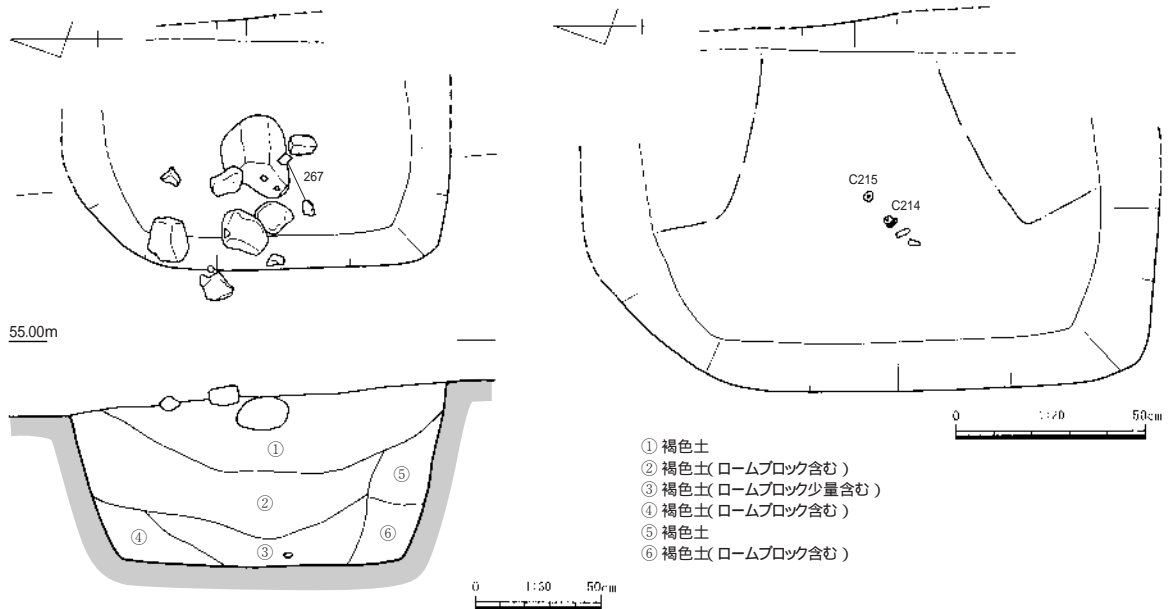 267
C215
C214
55.00m
0 1:20 50cm
① 褐色土
② 褐色土(ロームブロック含む)
③ 褐色土(ロームブロック少量含む)
④ 褐色土(ロームブロック含む)
⑤ 褐色土
⑥ 褐色土(ロームブロック含む)
①
②
③
④
⑤
⑥
0 1:30 50cm